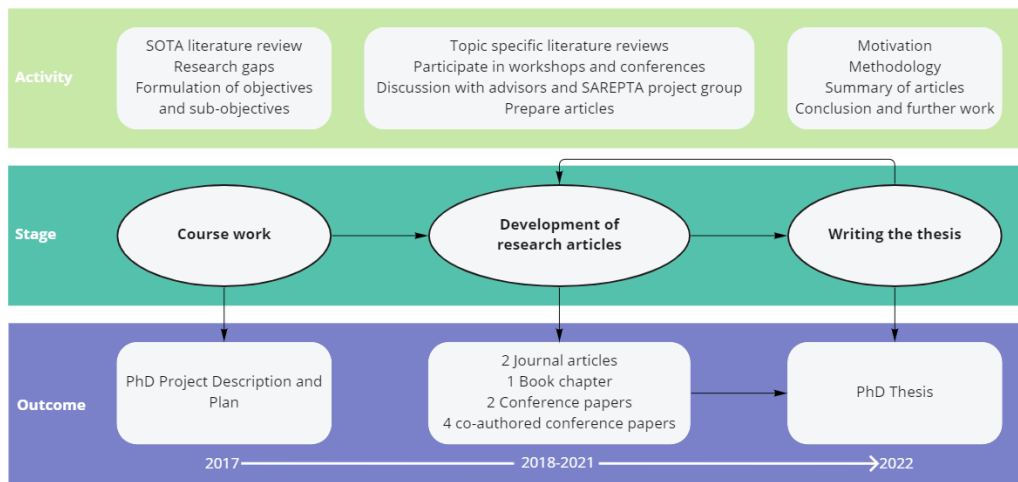 Activity
SOTA literature review
Research gaps
Formulation of objectives
and sub-objectives
Topic specific literature reviews
Participate in workshops and conferences
Discussion with advisors and SAREPTA project group
Prepare articles
Motivation
Methodology
Summary of articles
Conclusion and further work
Stage
Course work
Development of
research articles
Writing the thesis
Outcome
PhD Project Description and
Plan
2 Journal articles
1 Book chapter
2 Conference papers
4 co-authored conference papers
PhD Thesis
2017
2018-2021
2022